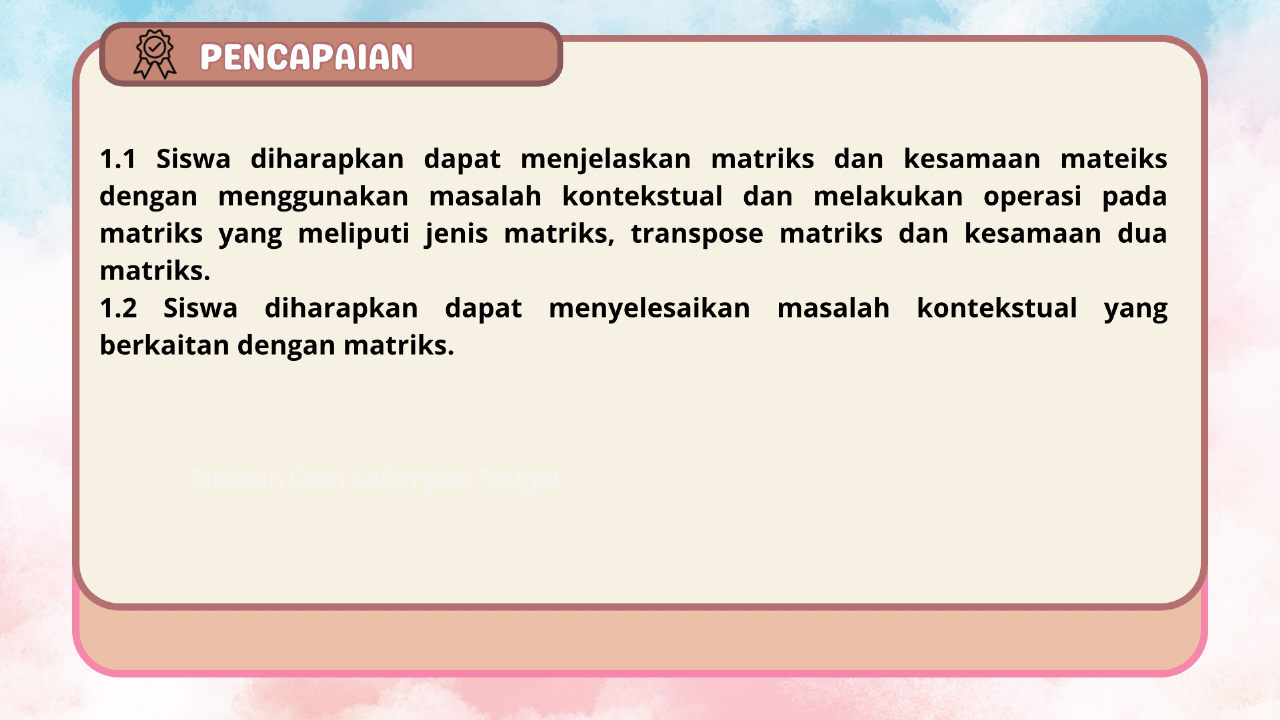 PENCAPAIAN
1.1 Siswa diharapkan dapat menjelaskan matriks dan kesamaan mateiks
dengan menggunakan masalah kontekstual dan melakukan operasi pada
matriks yang meliputi jenis matriks, transpose matriks dan kesamaan dua
matriks.
1.2 Siswa diharapkan dapat menyelesaikan masalah kontekstual yang
berkaitan dengan matriks.
Disusun Oleh Kelompok